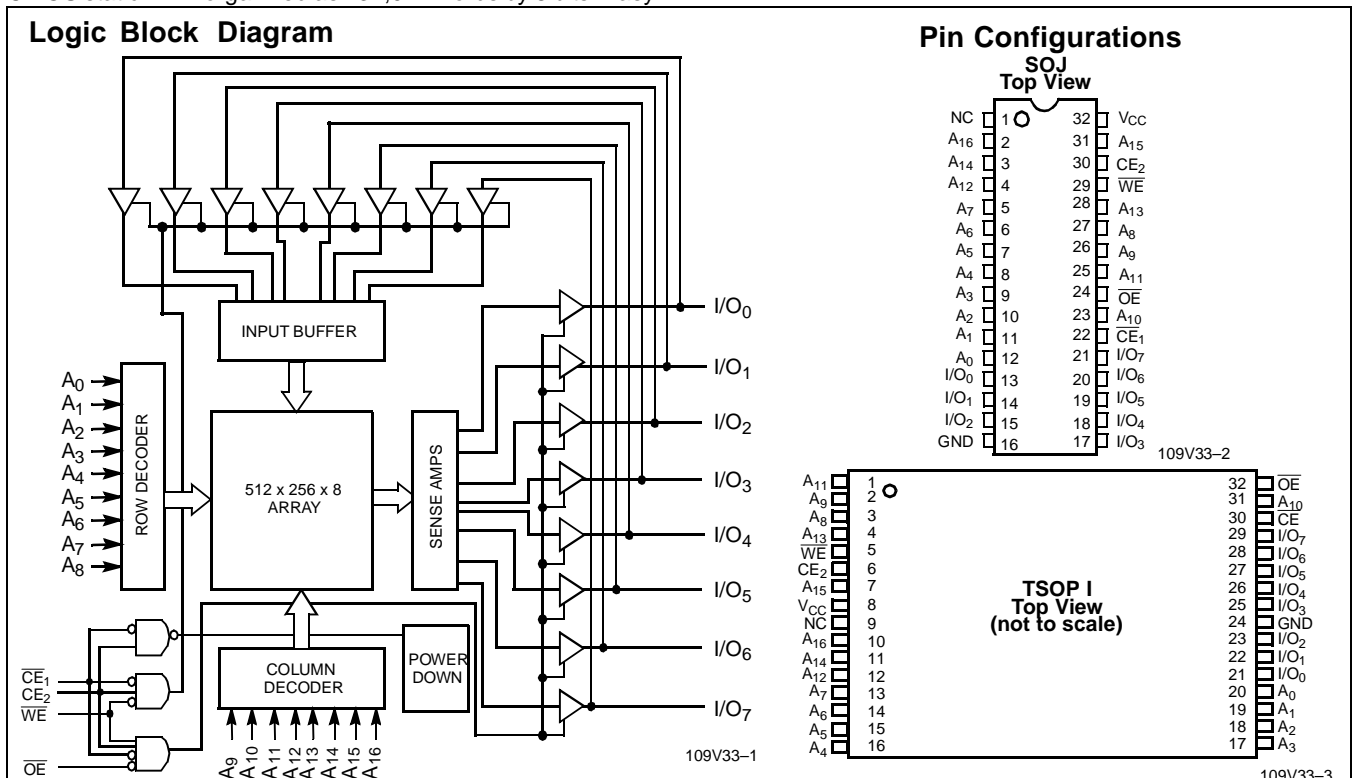 Logic Block Diagram
INPUT BUFFER
A0
A1
A2
A3
A4
A5
A6
A7
A8
ROW DECODER
512 x 256 x 8
ARRAY
SENSE AMPS
I/O0
I/O1
I/O2
I/O3
I/O4
I/O5
I/O6
I/O7
POWER
DOWN
COLUMN
DECODER
CE1
CE2
WE
OE
A9
A10
A11
A12
A13
A14
A15
A16
109V33–1
Pin Configurations
SOJ
Top View
NC 1 32 VCC
A16 2 31 A15
A14 3 30 CE2
A12 4 29 WE
A7 5 28 A13
A6 6 27 A8
A5 7 26 A9
A4 8 25 A11
A3 9 24 OE
A2 10 23 A10
A1 11 22 CE1
A0 12 21 I/O7
I/O0 13 20 I/O6
I/O1 14 19 I/O5
I/O2 15 18 I/O4
GND 16 17 I/O3
109V33–2
TSOP I
Top View
(not to scale)
A11 1 32 OE
A9 2 31 A10
A8 3 30 CE
A13 4 29 I/O7
WE 5 28 I/O6
CE2 6 27 I/O5
A15 7 26 I/O4
VCC 8 25 I/O3
NC 9 24 GND
A16 10 23 I/O2
A14 11 22 I/O1
A12 12 21 I/O0
A7 13 20 A0
A6 14 19 A1
A5 15 18 A2
A4 16 17 A3
109V33–3